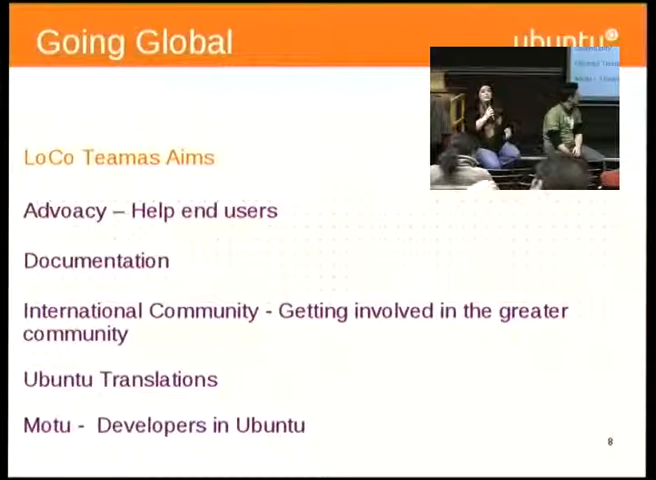 Going Global
ubuntu
LoCo Teamas Aims
Advoacy – Help end users
Documentation
International Community - Getting involved in the greater
community
Ubuntu Translations
Motu - Developers in Ubuntu
8